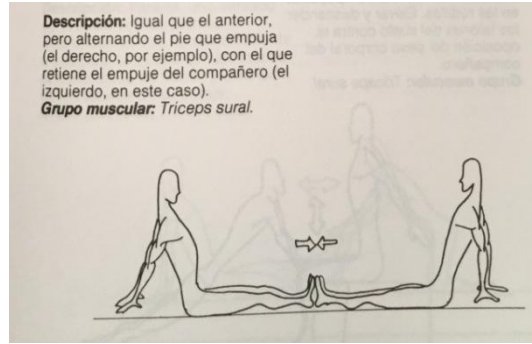 Descripción: Igual que el anterior,
pero alternando el pie que empuja
(el derecho, por ejemplo), con el que
retiene el empuje del compañero (el
izquierdo, en este caso).
Grupo muscular: Triceps sural.